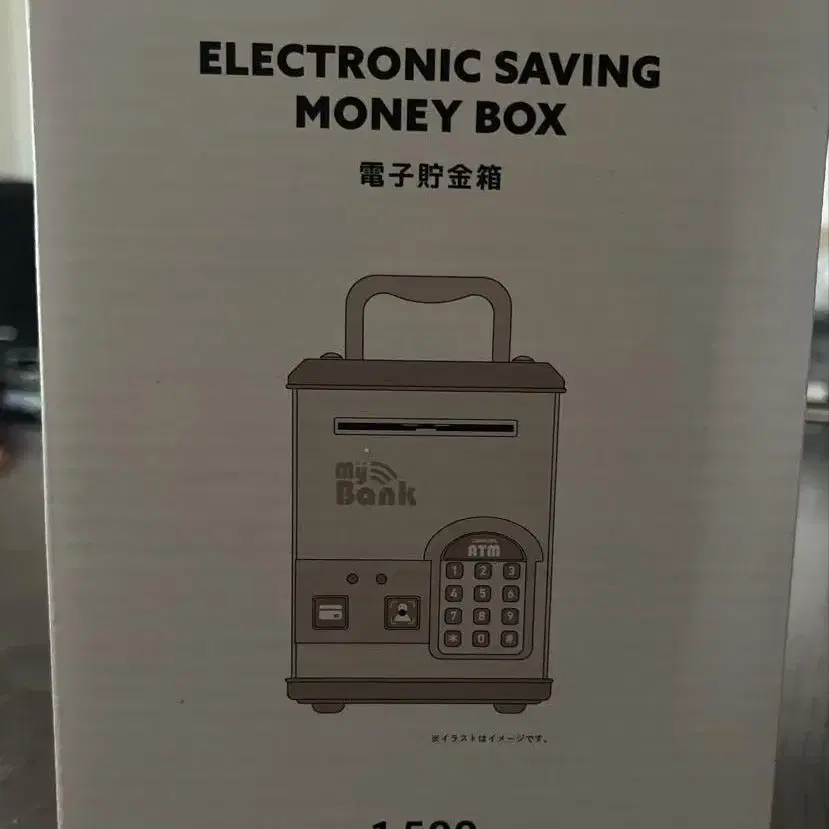 ELECTRONIC SAVING
MONEY BOX
電子貯金箱
My
Bank
ATM
1 2 3
4 5 6
7 8 9
* 0 #
※イラストはイメージです。